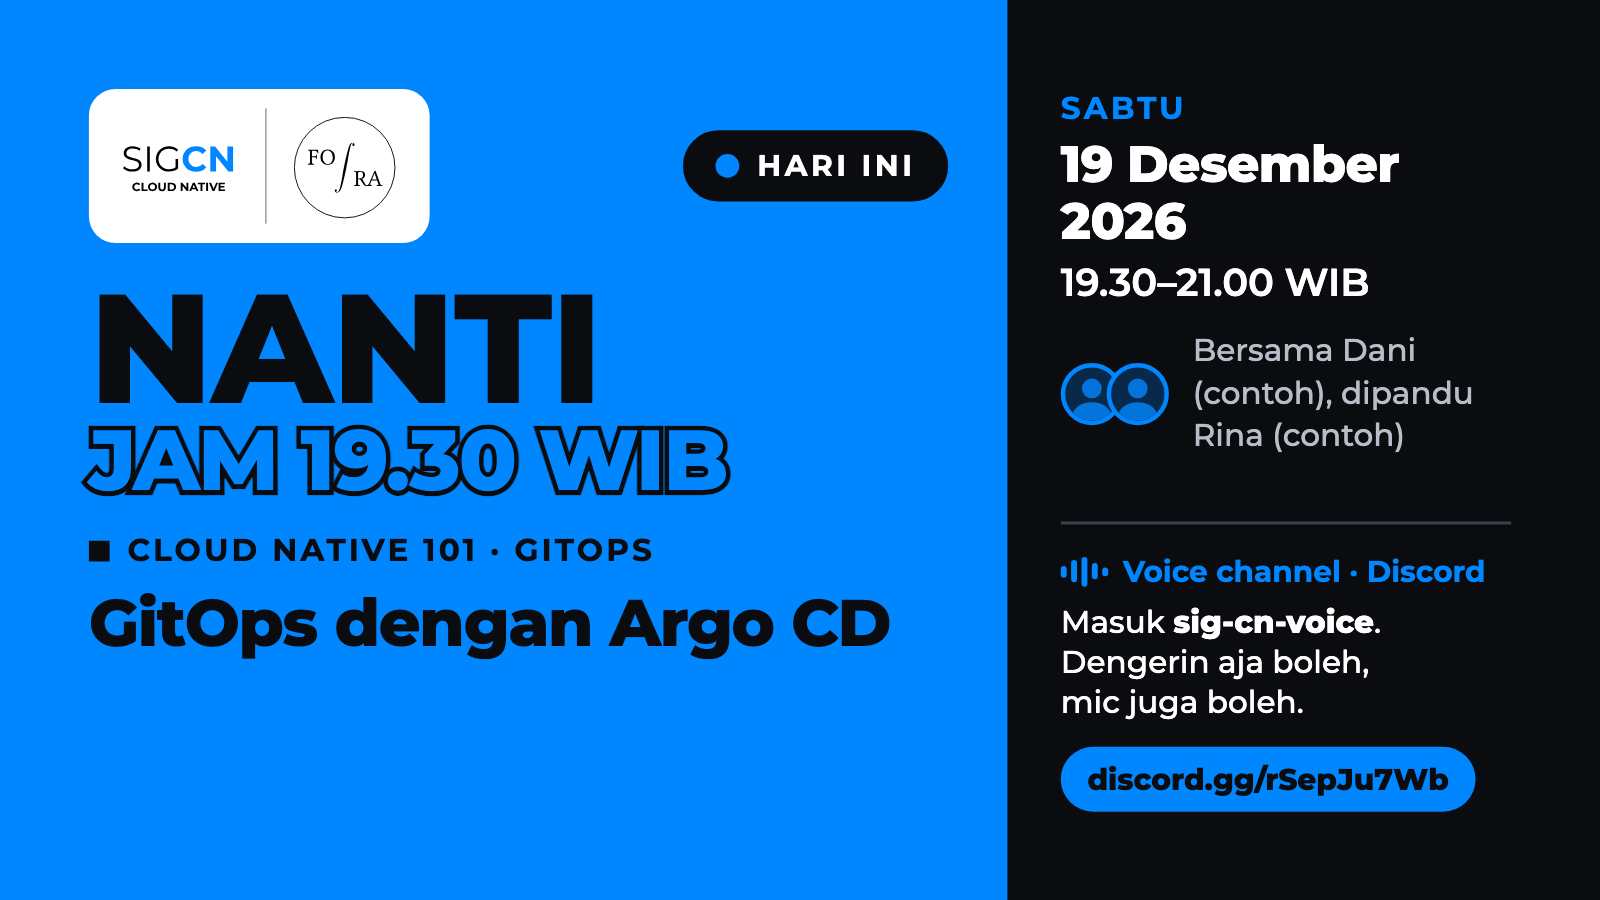 SIGCN
CLOUD NATIVE
FO
RA
HARI INI
NANTI
JAM 19.30 WIB
CLOUD NATIVE 101 · GITOPS
GitOps dengan Argo CD
SABTU
19 Desember
2026
19.30–21.00 WIB
Bersama Dani
(contoh), dipandu
Rina (contoh)
Voice channel · Discord
Masuk sig-cn-voice.
Dengerin aja boleh,
mic juga boleh.
discord.gg/rSepJu7Wb